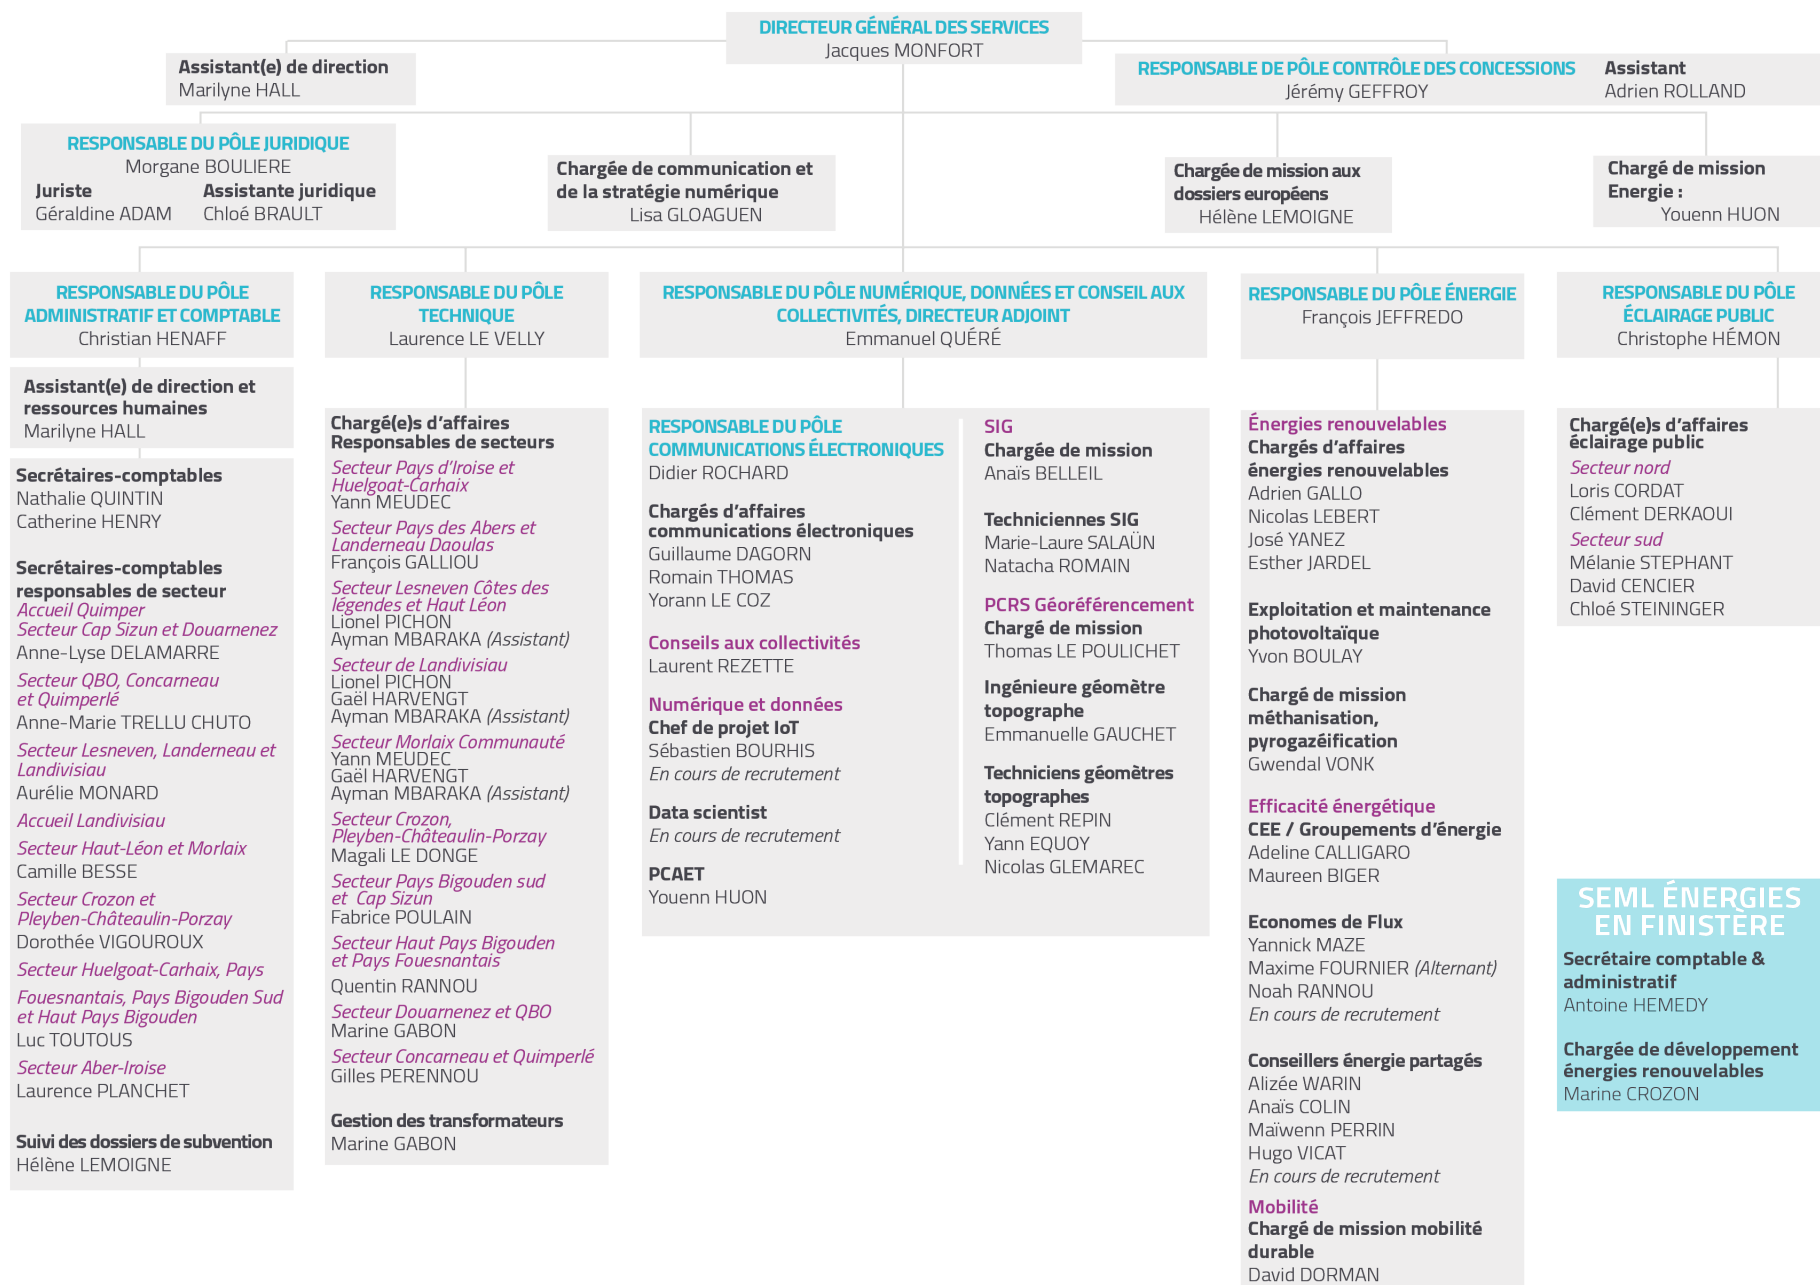 DIRECTEUR GÉNÉRAL DES SERVICES
Jacques MONFORT
Assistant(e) de direction
Marilyne HALL
RESPONSABLE DE PÔLE CONTRÔLE DES CONCESSIONS
Jérémy GEFFROY
Assistant
Adrien ROLLAND
RESPONSABLE DU PÔLE JURIDIQUE
Morgane BOULIERE
Juriste
Géraldine ADAM
Assistante juridique
Chloé BRAULT
Chargée de communication et
de la stratégie numérique
Lisa GLOAGUEN
Chargée de mission aux
dossiers européens
Hélène LEMOIGNE
Chargé de mission
Energie :
Youenn HUON
RESPONSABLE DU PÔLE
ADMINISTRATIF ET COMPTABLE
Christian HENAFF
Assistant(e) de direction et
ressources humaines
Marilyne HALL
Secrétaires-comptables
Nathalie QUINTIN
Catherine HENRY
Secrétaires-comptables
responsables de secteur
Accueil Quimper
Secteur Cap Sizun et Douarnenez
Anne-Lyse DELAMARRE
Secteur QBO, Concarneau
et Quimperlé
Anne-Marie TRELLU CHUTO
Secteur Lesneven, Landerneau et
Landivisiau
Aurélie MONARD
Accueil Landivisiau
Secteur Haut-Léon et Morlaix
Camille BESSE
Secteur Crozon et
Pleyben-Châteaulin-Porzay
Dorothée VIGOUROUX
Secteur Huelgoat-Carhaix, Pays
Fouesnantais, Pays Bigouden Sud
et Haut Pays Bigouden
Luc TOUTOUS
Secteur Aber-Iroise
Laurence PLANCHET
Suivi des dossiers de subvention
Hélène LEMOIGNE
RESPONSABLE DU PÔLE
TECHNIQUE
Laurence LE VELLY
Chargé(e)s d'affaires
Responsables de secteurs
Secteur Pays d'Iroise et
Huelgoat-Carhaix
Yann MEUDEC
Secteur Pays des Abers et
Landerneau Daoulas
François GALLIOU
Secteur Lesneven Côtes des
légendes et Haut Léon
Lionel PICHON
Ayman MBARAKA (Assistant)
Secteur de Landivisiau
Lionel PICHON
Gaël HARVENGT
Ayman MBARAKA (Assistant)
Secteur Morlaix Communauté
Yann MEUDEC
Gaël HARVENGT
Ayman MBARAKA (Assistant)
Secteur Crozon,
Pleyben-Châteaulin-Porzay
Magali LE DONGE
Secteur Pays Bigouden sud
et Cap Sizun
Fabrice POULAIN
Secteur Haut Pays Bigouden
et Pays Fouesnantais
Quentin RANNOU
Secteur Douarnenez et QBO
Marine GABON
Secteur Concarneau et Quimperlé
Gilles PERENNOU
Gestion des transformateurs
Marine GABON
RESPONSABLE DU PÔLE NUMÉRIQUE, DONNÉES ET CONSEIL AUX
COLLECTIVITÉS, DIRECTEUR ADJOINT
Emmanuel QUÉRÉ
RESPONSABLE DU PÔLE
COMMUNICATIONS ÉLECTRONIQUES
Didier ROCHARD
Chargés d'affaires
communications électroniques
Guillaume DAGORN
Romain THOMAS
Yorann LE COZ
Conseils aux collectivités
Laurent REZETTE
Numérique et données
Chef de projet IoT
Sébastien BOURHIS
En cours de recrutement
Data scientist
En cours de recrutement
PCAET
Youenn HUON
SIG
Chargée de mission
Anaïs BELLEIL
Techniciennes SIG
Marie-Laure SALAÜN
Natacha ROMAIN
PCRS Géoréférencement
Chargé de mission
Thomas LE POULICHET
Ingénieure géomètre
topographe
Emmanuelle GAUCHET
Techniciens géomètres
topographes
Clément REPIN
Yann EQUOY
Nicolas GLEMAREC
RESPONSABLE DU PÔLE ÉNERGIE
François JEFFREDO
Énergies renouvelables
Chargés d'affaires
énergies renouvelables
Adrien GALLO
Nicolas LEBERT
José YANEZ
Esther JARDEL
Exploitation et maintenance
photovoltaïque
Yvon BOULAY
Chargé de mission
méthanisation,
pyrogazéification
Gwendal VONK
Efficacité énergétique
CEE / Groupements d'énergie
Adeline CALLIGARO
Maureen BIGER
Economes de Flux
Yannick MAZE
Maxime FOURNIER (Alternant)
Noah RANNOU
En cours de recrutement
Conseillers énergie partagés
Alizée WARIN
Anaïs COLIN
Maïwenn PERRIN
Hugo VICAT
En cours de recrutement
Mobilité
Chargé de mission mobilité
durable
David DORMAN
RESPONSABLE DU PÔLE
ÉCLAIRAGE PUBLIC
Christophe HÉMON
Chargé(e)s d'affaires
éclairage public
Secteur nord
Loris CORDAT
Clément DERKAOUI
Secteur sud
Mélanie STEPHANT
David CENCIER
Chloé STEININGER
SEML ÉNERGIES
EN FINISTÈRE
Secrétaire comptable &
administratif
Antoine HEMEDY
Chargée de développement
énergies renouvelables
Marine CROZON